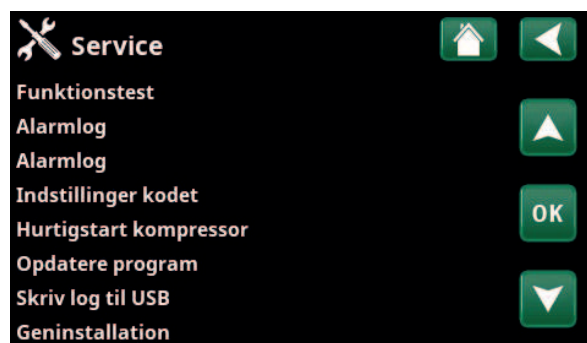 Service
Funktionstest
Alarmlog
Alarmlog
Indstillinger kodet
Hurtigstart kompressor
OK
Opdatere program
Skriv log til USB
Geninstallation